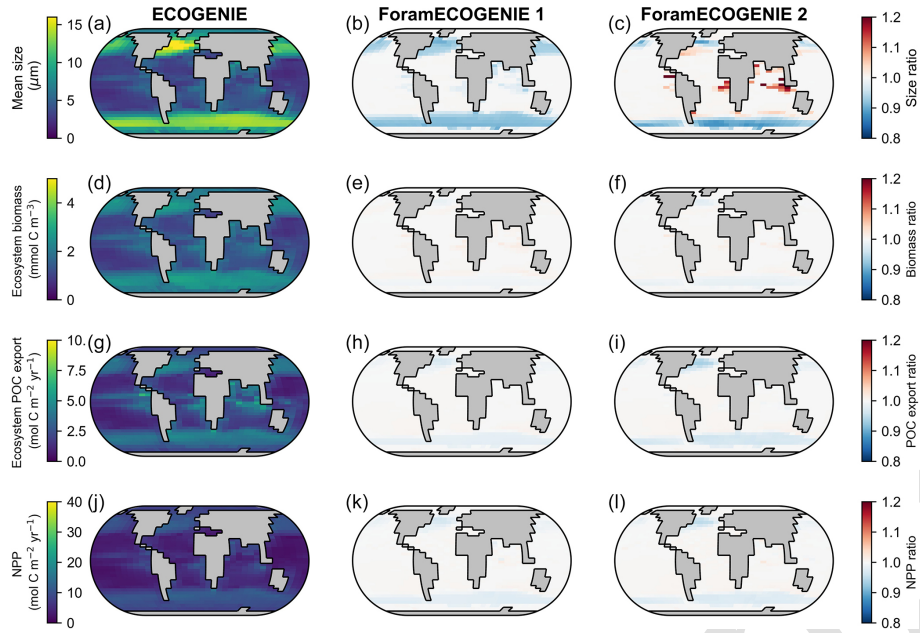 ECOGENIE ForamECOGENIE 1 ForamECOGENIE 2
(a) (b) (c)
Mean size
(μm)
15
10
5
0
1.2
1.1
1.0
0.9
0.8
Size ratio
(d) (e) (f)
Ecosystem biomass
(mmol C m⁻³)
4
2
0
1.2
1.1
1.0
0.9
0.8
Biomass ratio
(g) (h) (i)
Ecosystem POC export
(mol C m⁻² yr⁻¹)
10.
7.5
5.0
2.5
0.0
1.2
1.1
1.0
0.9
0.8
POC export ratio
(j) (k) (l)
NPP
(mol C m⁻² yr⁻¹)
40
30
20
10
0
1.2
1.1
1.0
0.9
0.8
NPP ratio